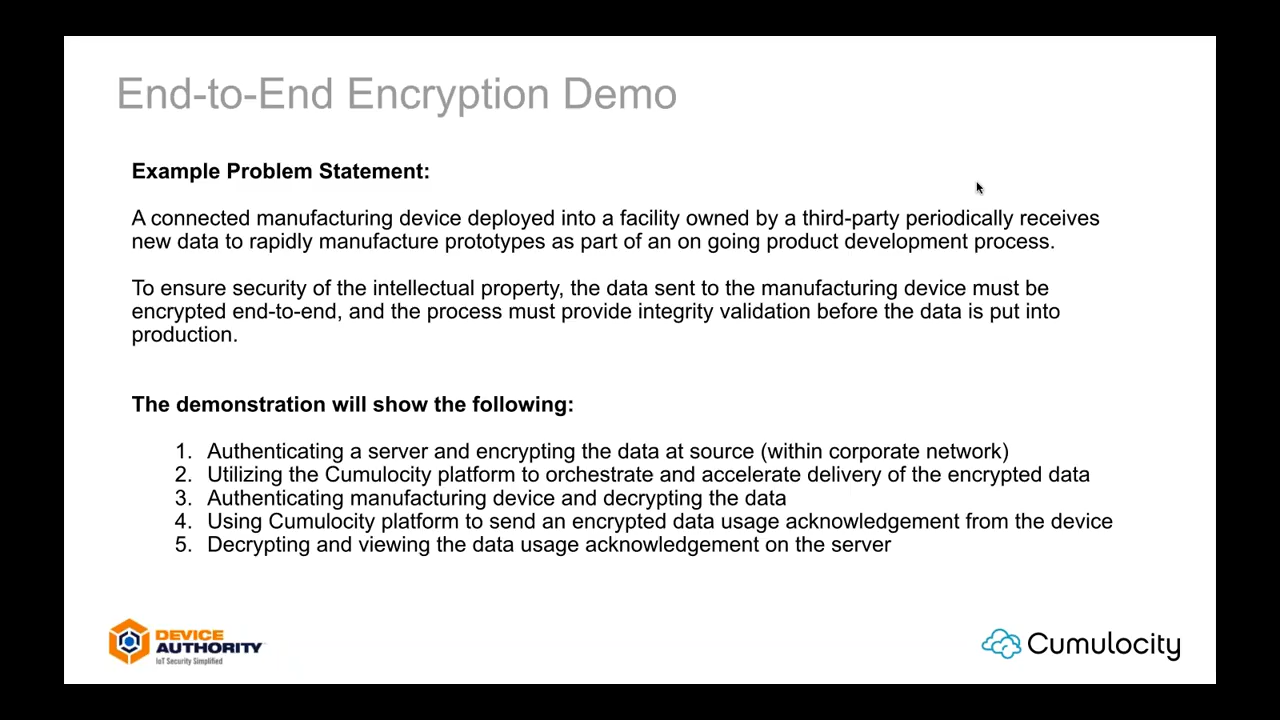 End-to-End Encryption Demo
Example Problem Statement:
A connected manufacturing device deployed into a facility owned by a third-party periodically receives
new data to rapidly manufacture prototypes as part of an on going product development process.
To ensure security of the intellectual property, the data sent to the manufacturing device must be
encrypted end-to-end, and the process must provide integrity validation before the data is put into
production.
The demonstration will show the following:
1. Authenticating a server and encrypting the data at source (within corporate network)
2. Utilizing the Cumulocity platform to orchestrate and accelerate delivery of the encrypted data
3. Authenticating manufacturing device and decrypting the data
4. Using Cumulocity platform to send an encrypted data usage acknowledgement from the device
5. Decrypting and viewing the data usage acknowledgement on the server
DEVICE
AUTHORITY
IoT Security Simplified
Cumulocity